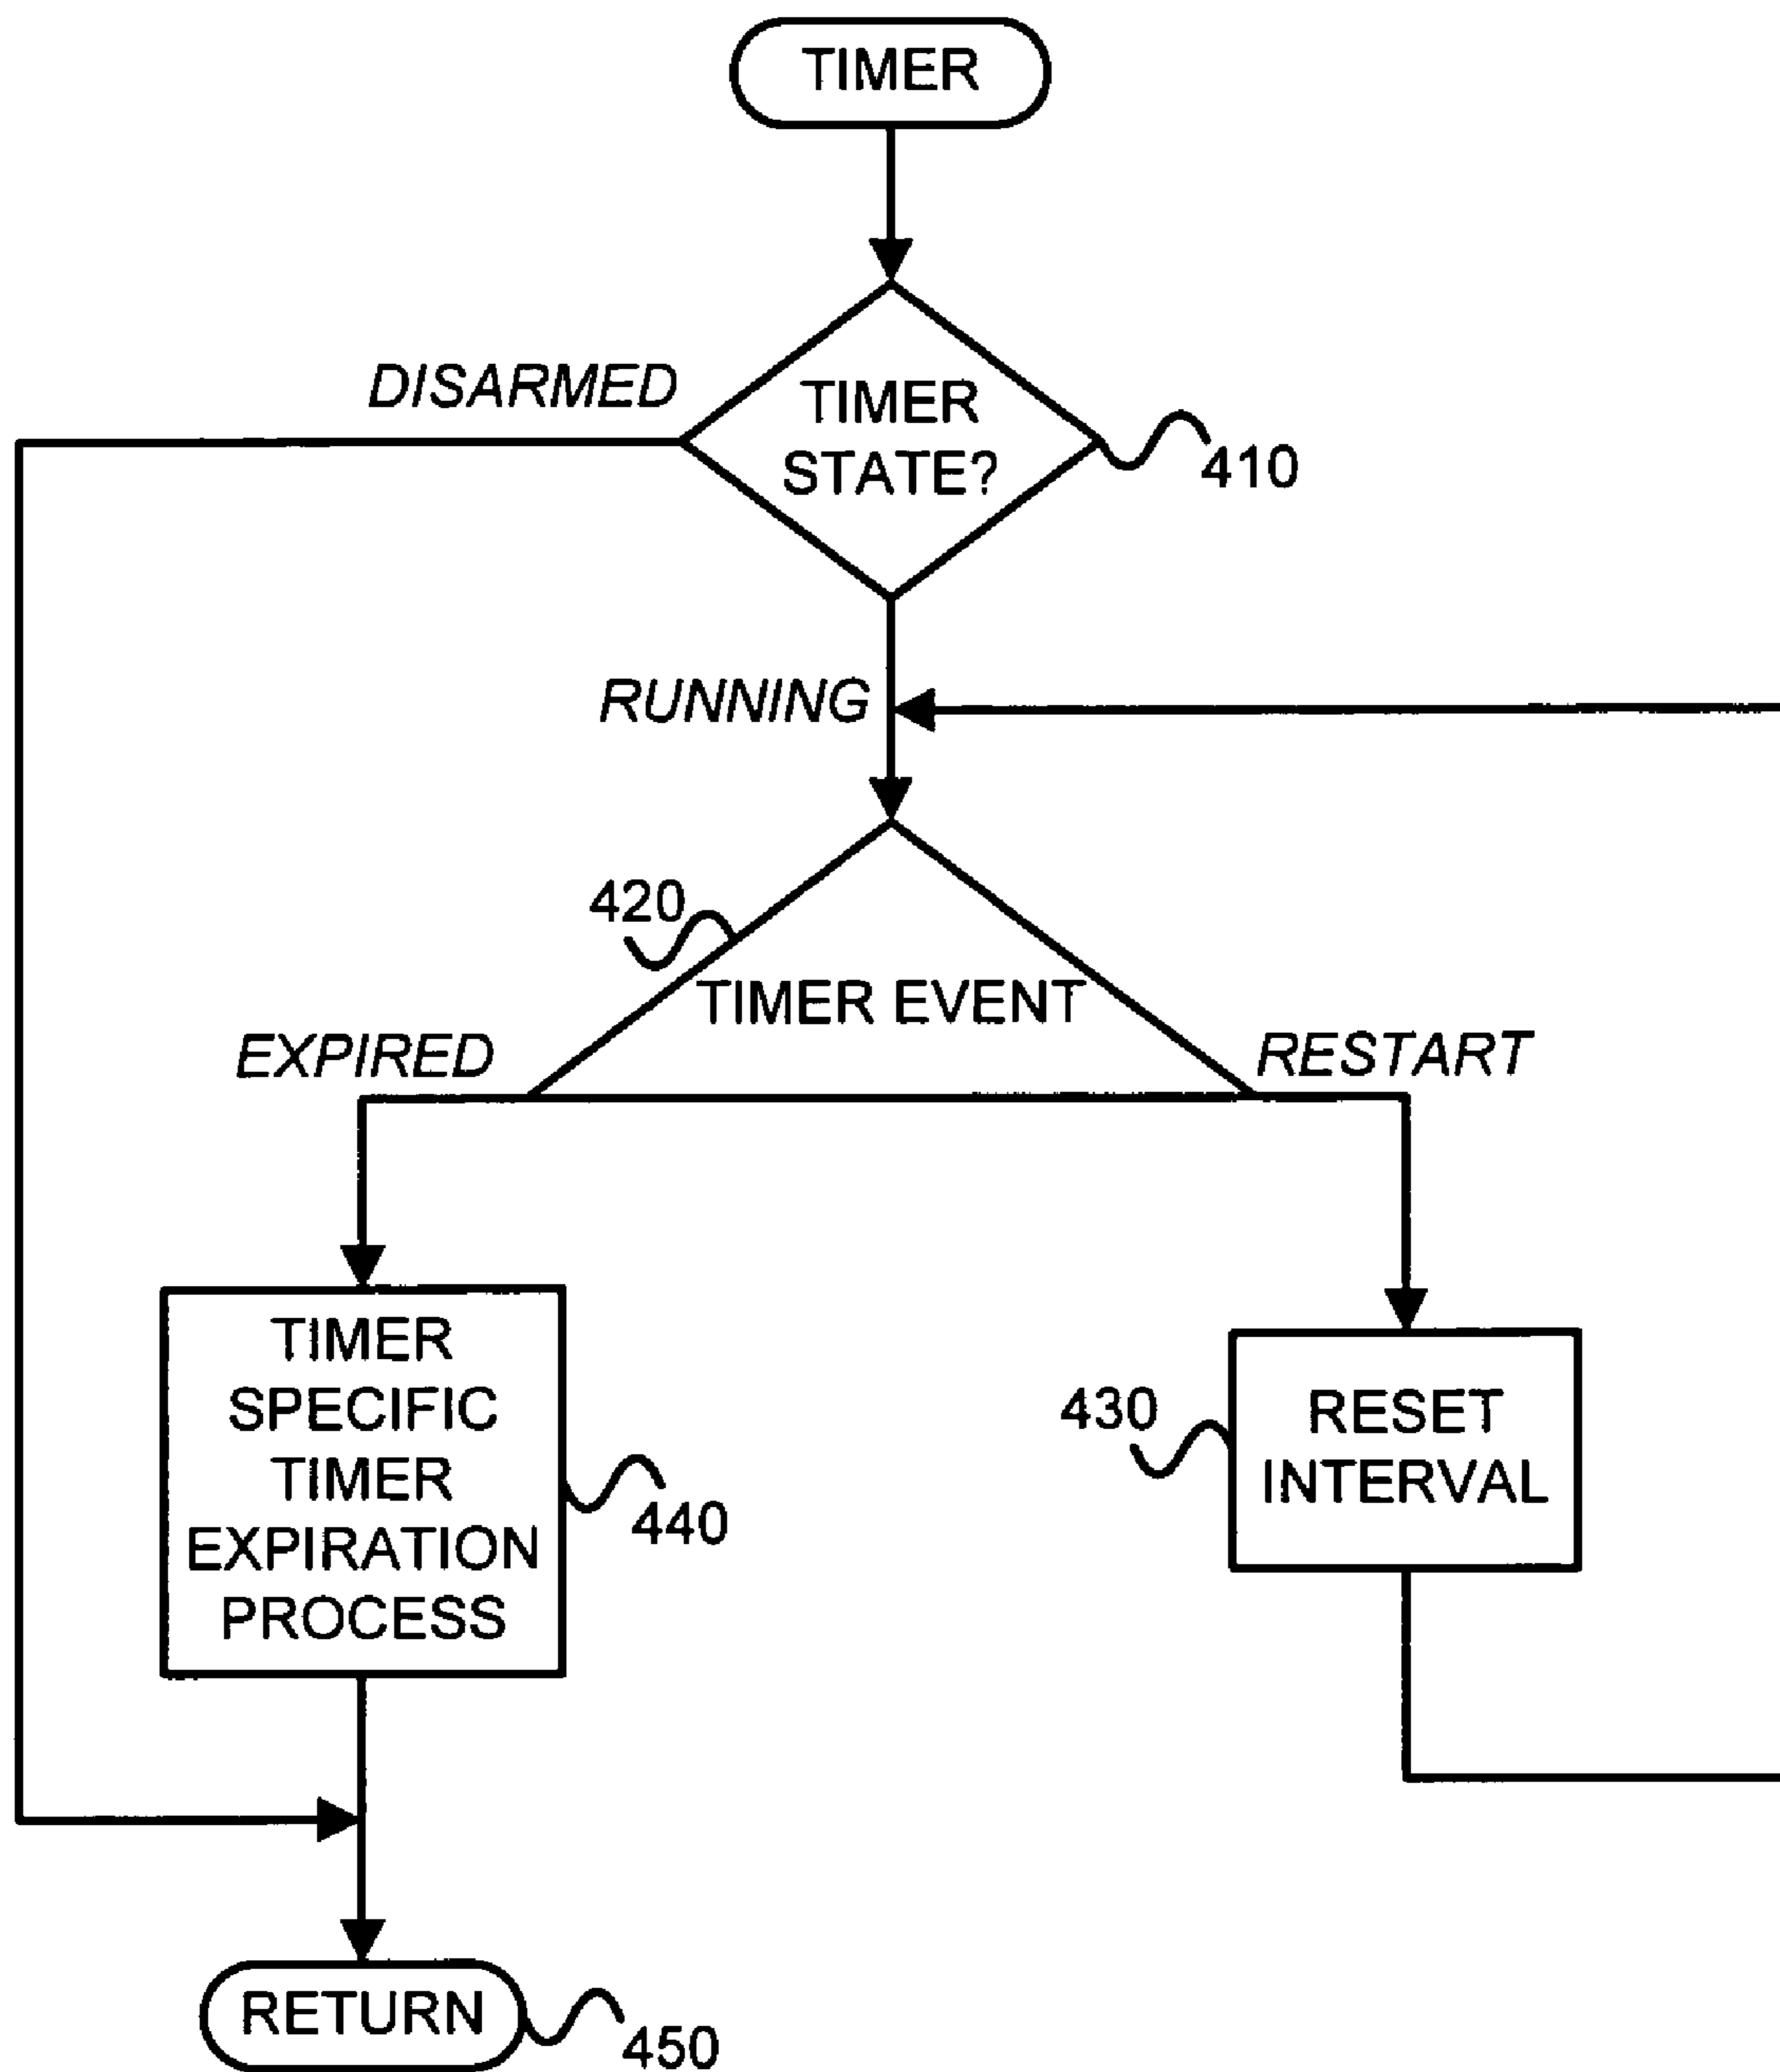 TIMER
DISARMED
TIMER
STATE?
410
RUNNING
420
TIMER EVENT
EXPIRED
RESTART
TIMER
SPECIFIC
TIMER
EXPIRATION
PROCESS
440
430
RESET
INTERVAL
RETURN
450